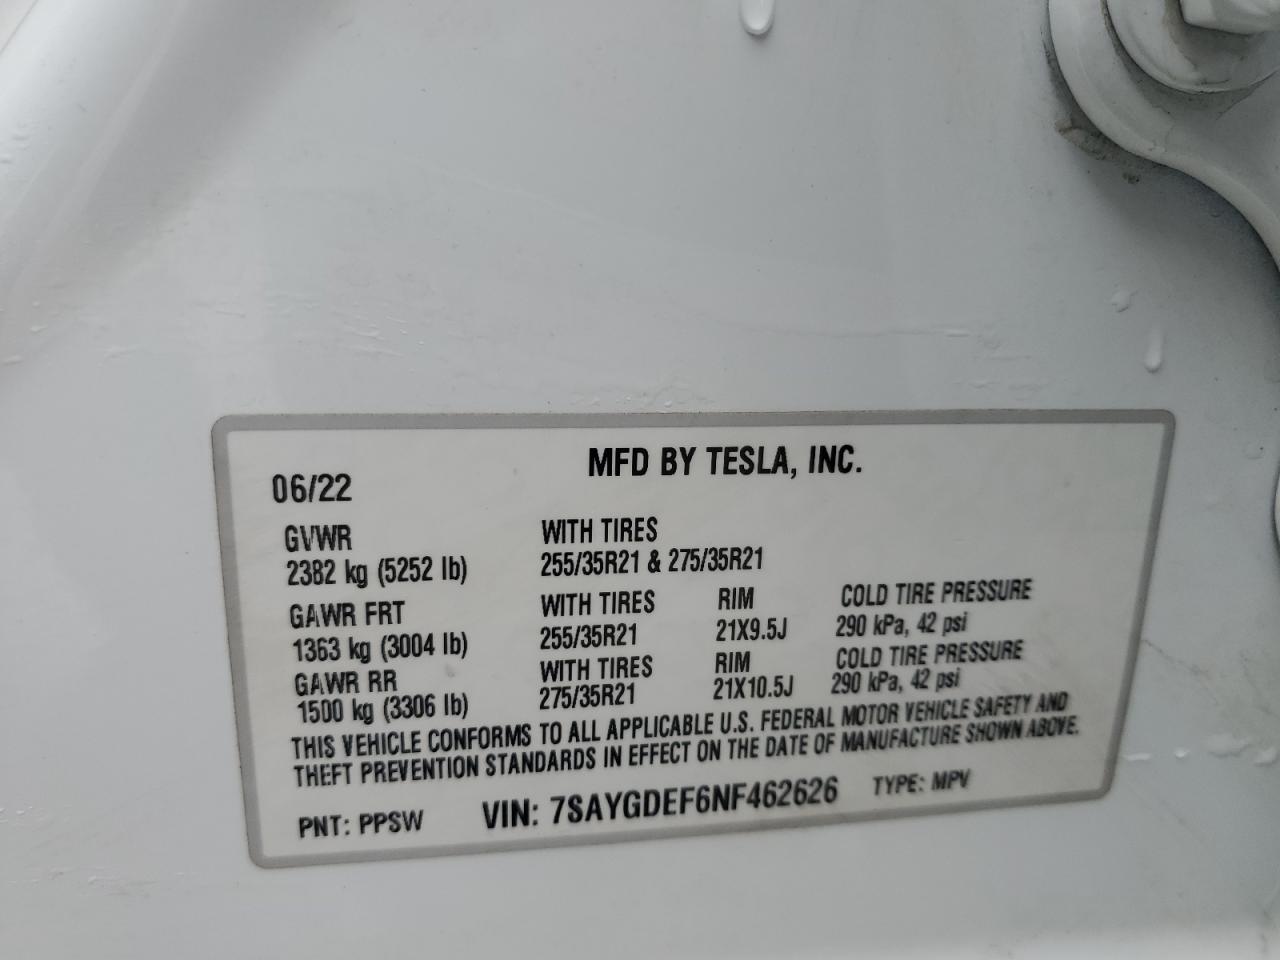 MFD BY TESLA, INC.
06/22
GVWR WITH TIRES
2382 kg (5252 lb) 255/35R21 & 275/35R21
GAWR FRT WITH TIRES RIM COLD TIRE PRESSURE
1363 kg (3004 lb) 255/35R21 21X9.5J 290 kPa, 42 psi
GAWR RR WITH TIRES RIM COLD TIRE PRESSURE
1500 kg (3306 lb) 275/35R21 21X10.5J 290 kPa, 42 psi
THIS VEHICLE CONFORMS TO ALL APPLICABLE U.S. FEDERAL MOTOR VEHICLE SAFETY AND
THEFT PREVENTION STANDARDS IN EFFECT ON THE DATE OF MANUFACTURE SHOWN ABOVE.
PNT: PPSW VIN: 7SAYGDEF6NF462626 TYPE: MPV